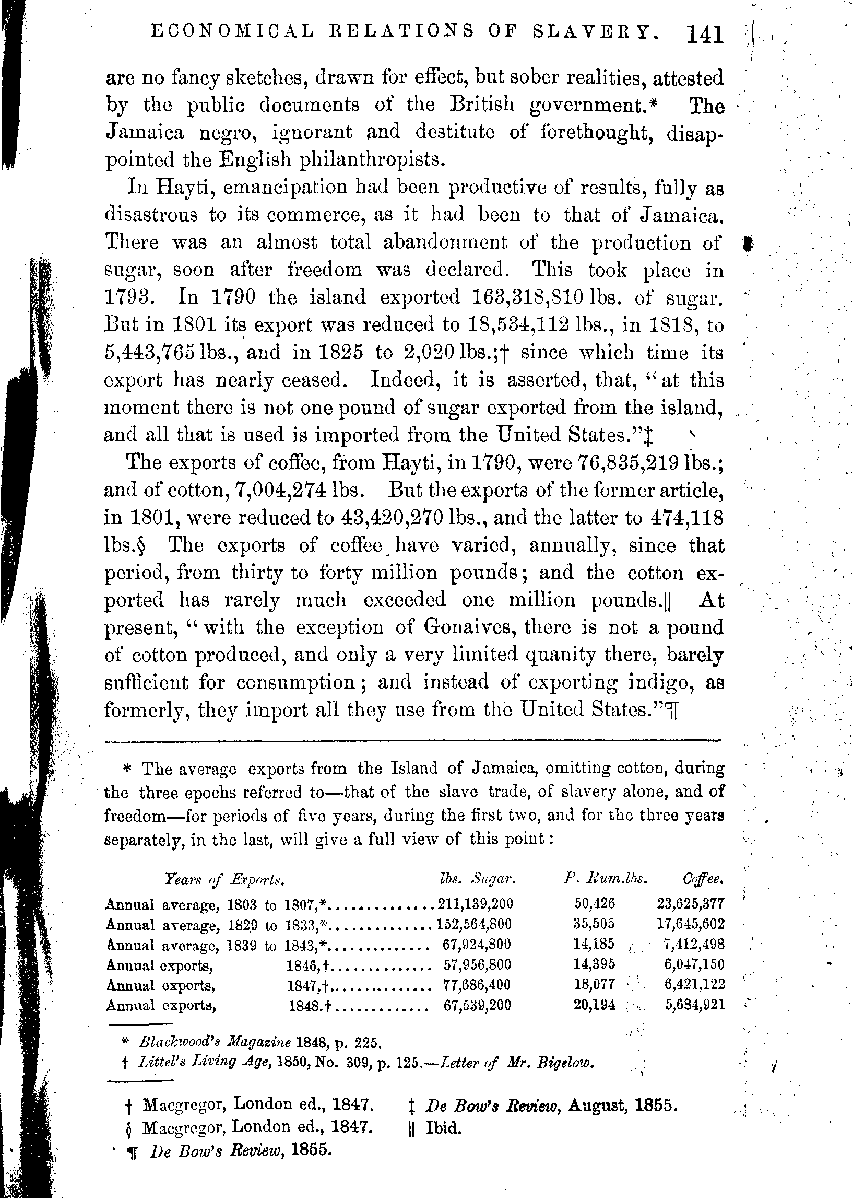 ECONOMICAL RELATIONS OF SLAVERY. 141
are no fancy sketches, drawn for effect, but sober realities, attested
by the public documents of the British government.* The
Jamaica negro, ignorant and destitute of forethought, disap-
pointed the English philanthropists.
In Hayti, emancipation had been productive of results, fully as
disastrous to its commerce, as it had been to that of Jamaica.
There was an almost total abandonment of the production of
sugar, soon after freedom was declared. This took place in
1793. In 1790 the island exported 163,318,810 lbs. of sugar.
But in 1801 its export was reduced to 18,534,112 lbs., in 1818, to
5,443,765 lbs., and in 1825 to 2,020 lbs.;† since which time its
export has nearly ceased. Indeed, it is asserted, that, "at this
moment there is not one pound of sugar exported from the island,
and all that is used is imported from the United States."‡
The exports of coffee, from Hayti, in 1790, were 76,835,219 lbs.;
and of cotton, 7,004,274 lbs. But the exports of the former article,
in 1801, were reduced to 43,420,270 lbs., and the latter to 474,118
lbs.§ The exports of coffee have varied, annually, since that
period, from thirty to forty million pounds; and the cotton ex-
ported has rarely much exceeded one million pounds.‖ At
present, "with the exception of Gonaives, there is not a pound
of cotton produced, and only a very limited quanity there, barely
sufficient for consumption; and instead of exporting indigo, as
formerly, they import all they use from the United States."¶
* The average exports from the Island of Jamaica, omitting cotton, during
the three epochs referred to—that of the slave trade, of slavery alone, and of
freedom—for periods of five years, during the first two, and for the three years
separately, in the last, will give a full view of this point:
Years of Exports. lbs. Sugar. P. Rum.lbs. Coffee.
Annual average, 1803 to 1807,*..............211,139,200 50,426 23,625,377
Annual average, 1829 to 1833,*..............152,564,800 35,505 17,645,602
Annual average, 1839 to 1843,*.............. 67,924,800 14,185 7,412,498
Annual exports, 1846,†.............. 57,956,800 14,395 6,047,150
Annual exports, 1847,†.............. 77,686,400 18,077 6,421,122
Annual exports, 1848.†............. 67,539,200 20,194 5,684,921
* Blackwood's Magazine 1848, p. 225.
† Littel's Living Age, 1850, No. 309, p. 125.—Letter of Mr. Bigelow.
† Macgregor, London ed., 1847. ‡ De Bow's Review, August, 1855.
§ Macgregor, London ed., 1847. ‖ Ibid.
¶ De Bow's Review, 1855.